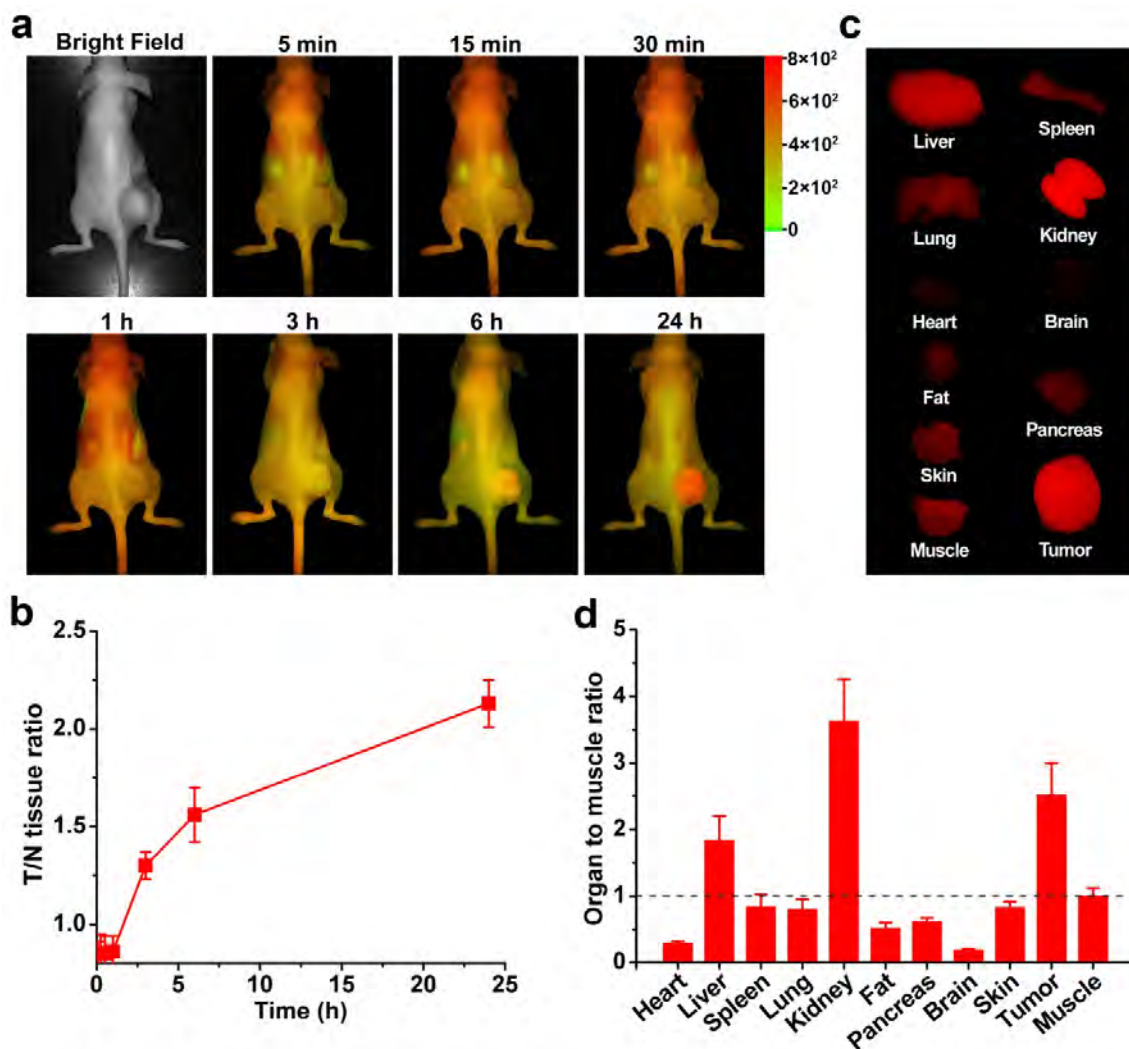 a
Bright Field
5 min
15 min
30 min
8×10²
6×10²
4×10²
2×10²
0
1 h
3 h
6 h
24 h
c
Liver
Spleen
Lung
Kidney
Heart
Brain
Fat
Pancreas
Skin
Muscle
Tumor
b
T/N tissue ratio
2.5
2.0
1.5
1.0
0
5
10
15
20
25
Time (h)
d
Organ to muscle ratio
5
4
3
2
1
0
Heart
Liver
Spleen
Lung
Kidney
Fat
Pancreas
Brain
Skin
Tumor
Muscle